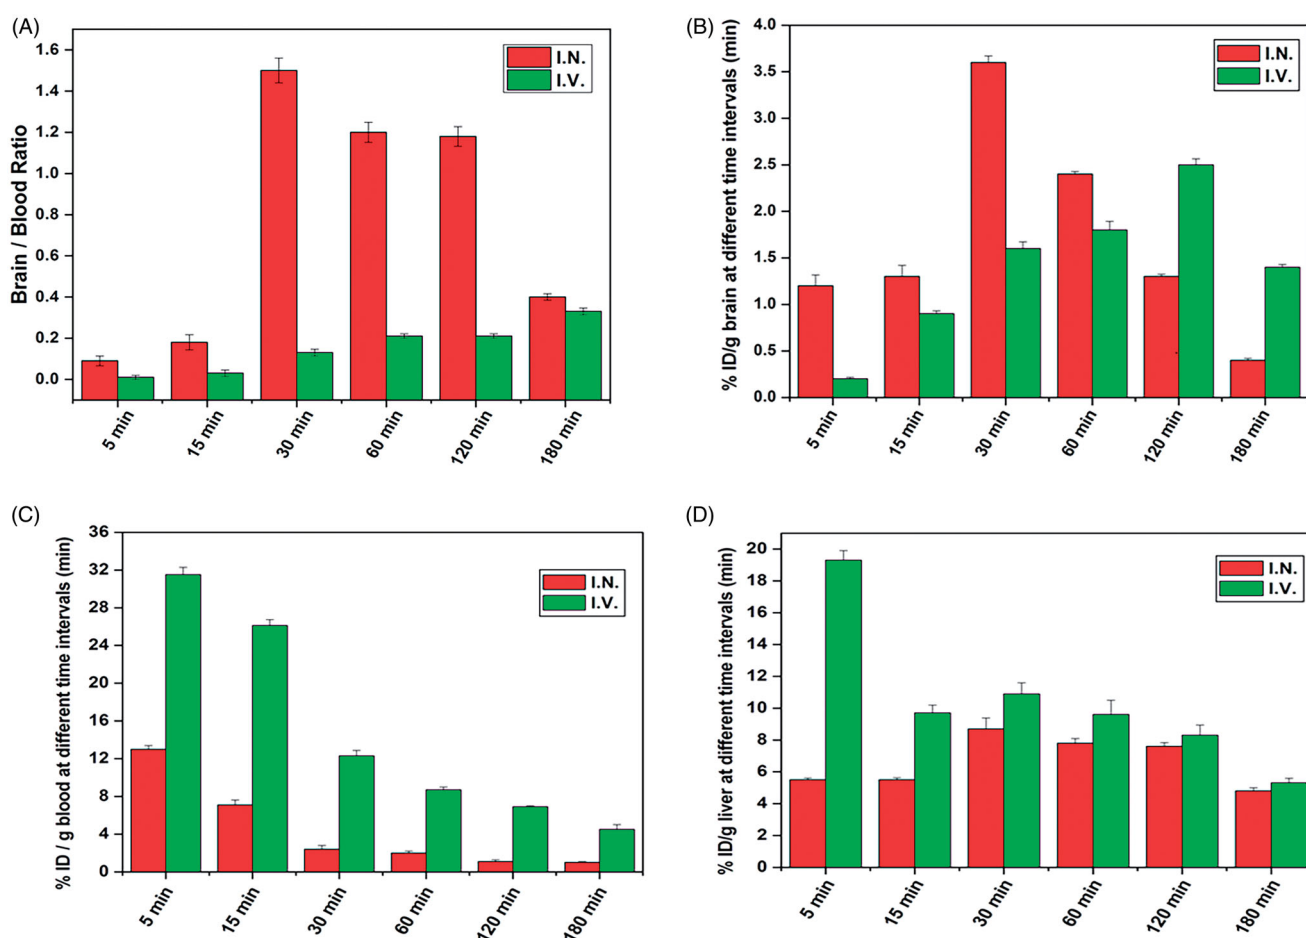 (A)
Brain / Blood Ratio
1.6
1.4
1.2
1.0
0.8
0.6
0.4
0.2
0.0
I.N.
I.V.
5 min
15 min
30 min
60 min
120 min
180 min
(B)
% ID/g brain at different time intervals (min)
4.0
3.5
3.0
2.5
2.0
1.5
1.0
0.5
0.0
I.N.
I.V.
5 min
15 min
30 min
60 min
120 min
180 min
(C)
% ID / g blood at different time intervals (min)
36
32
28
24
20
16
12
8
4
0
I.N.
I.V.
5 min
15 min
30 min
60 min
120 min
180 min
(D)
% ID/g liver at different time intervals (min)
20
18
16
14
12
10
8
6
4
2
0
I.N.
I.V.
5 min
15 min
30 min
60 min
120 min
180 min